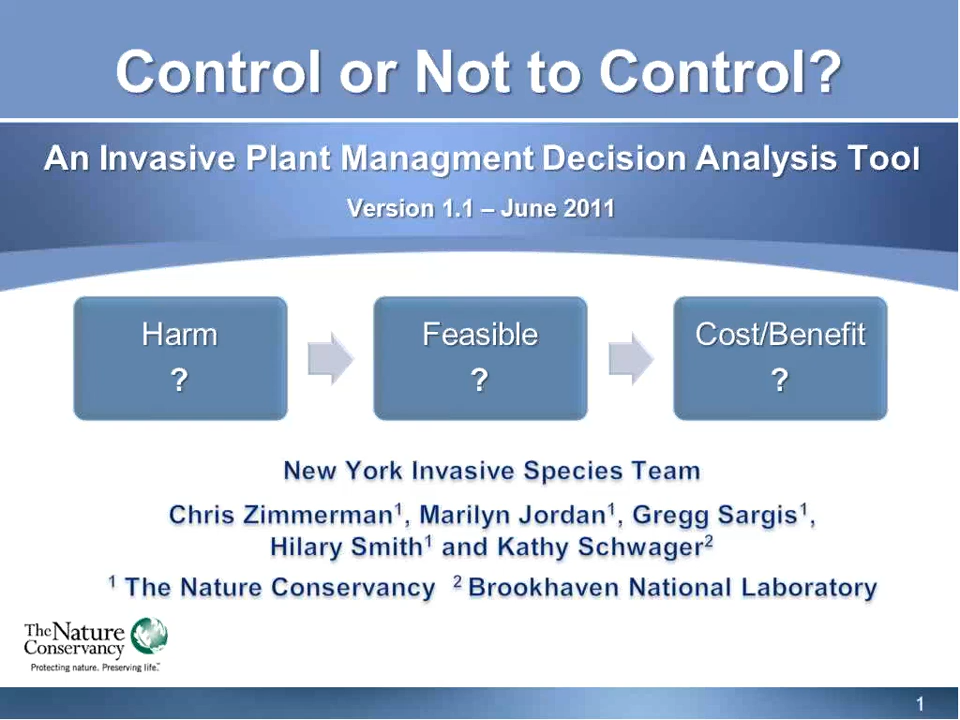 Control or Not to Control?
An Invasive Plant Managment Decision Analysis Tool
Version 1.1 – June 2011
Harm
?
Feasible
?
Cost/Benefit
?
New York Invasive Species Team
Chris Zimmerman¹, Marilyn Jordan¹, Gregg Sargis¹,
Hilary Smith¹ and Kathy Schwager²
¹ The Nature Conservancy ² Brookhaven National Laboratory
The Nature
Conservancy
Protecting nature. Preserving life.™
1